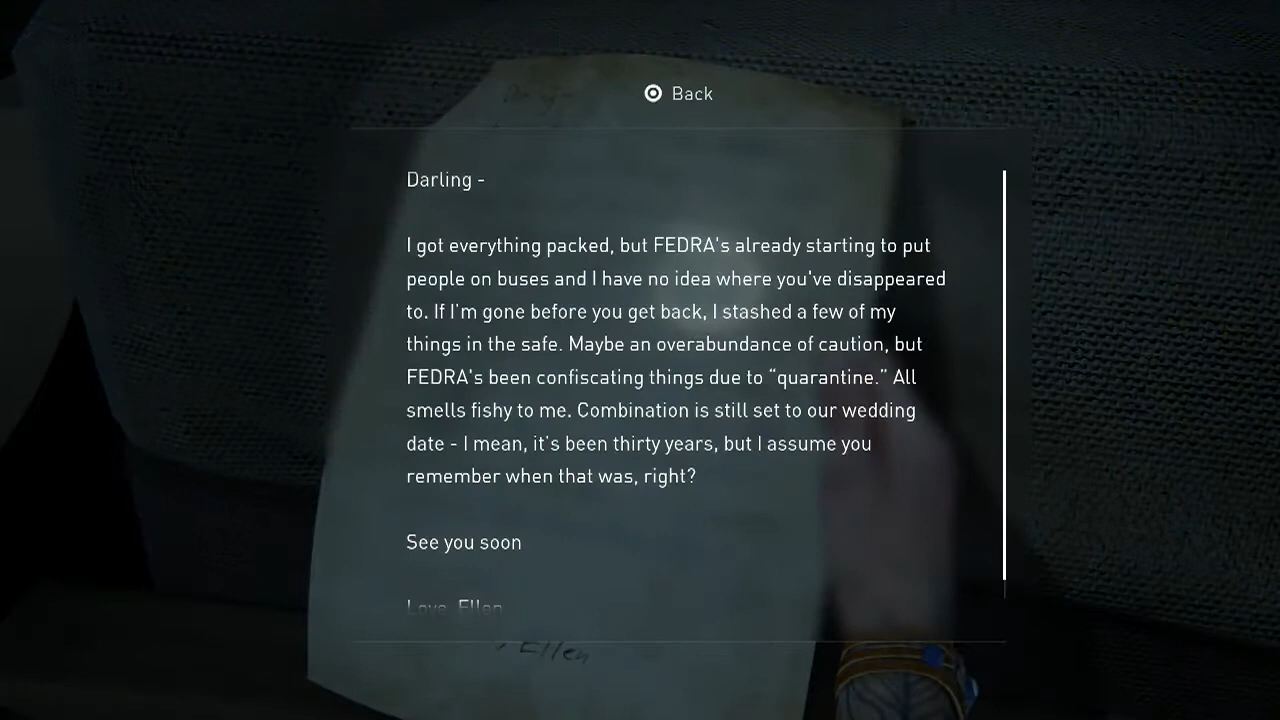 Back
Darling -
I got everything packed, but FEDRA's already starting to put
people on buses and I have no idea where you've disappeared
to. If I'm gone before you get back, I stashed a few of my
things in the safe. Maybe an overabundance of caution, but
FEDRA's been confiscating things due to “quarantine.” All
smells fishy to me. Combination is still set to our wedding
date - I mean, it's been thirty years, but I assume you
remember when that was, right?
See you soon
Love, Ellen
Ellen